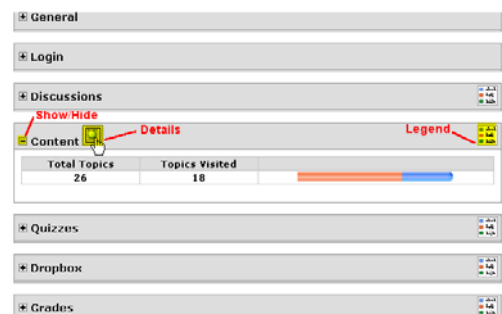 General
Login
Discussions
Show/Hide
Details
Legend
Content
Total Topics Topics Visited
26 18
Quizzes
Dropbox
Grades